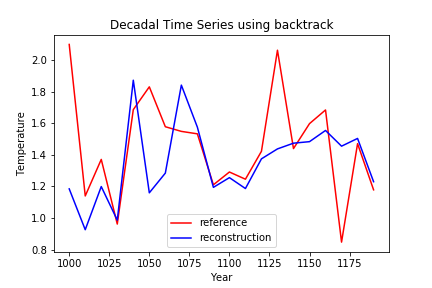 Decadal Time Series using backtrack
2.0
1.8
1.6
1.4
1.2
1.0
0.8
Temperature
reference
reconstruction
1000 1025 1050 1075 1100 1125 1150 1175
Year